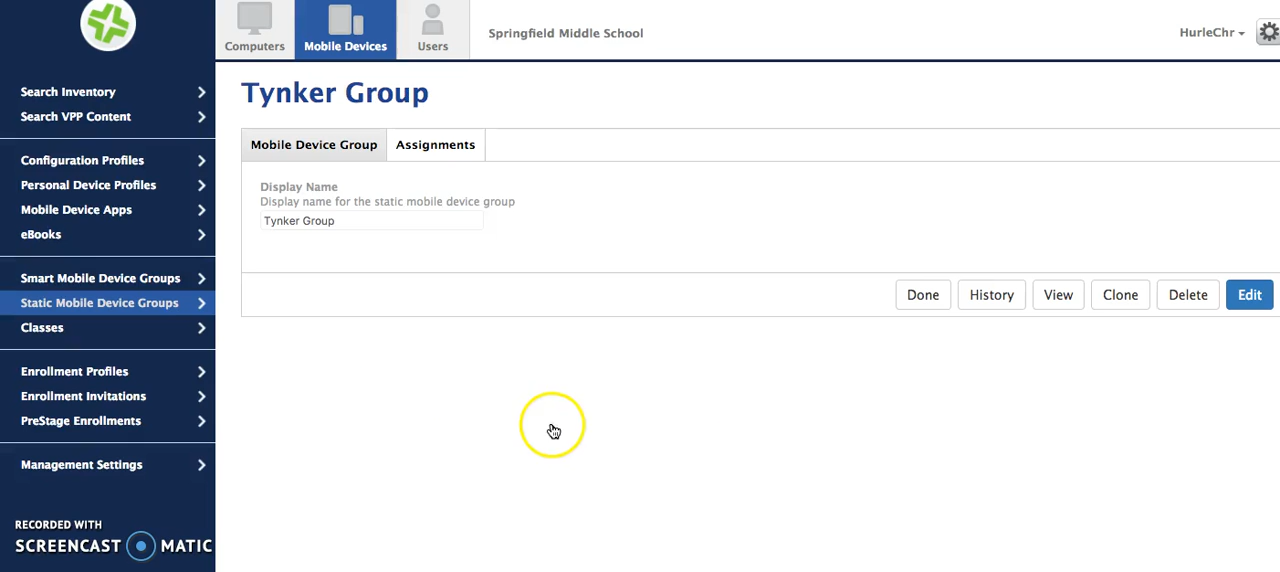 Computers
Mobile Devices
Users
Springfield Middle School
HurleChr
Search Inventory
Search VPP Content
Configuration Profiles
Personal Device Profiles
Mobile Device Apps
eBooks
Smart Mobile Device Groups
Static Mobile Device Groups
Classes
Enrollment Profiles
Enrollment Invitations
PreStage Enrollments
Management Settings
RECORDED WITH
SCREENCAST MATIC
Tynker Group
Mobile Device Group
Assignments
Display Name
Display name for the static mobile device group
Tynker Group
Done
History
View
Clone
Delete
Edit